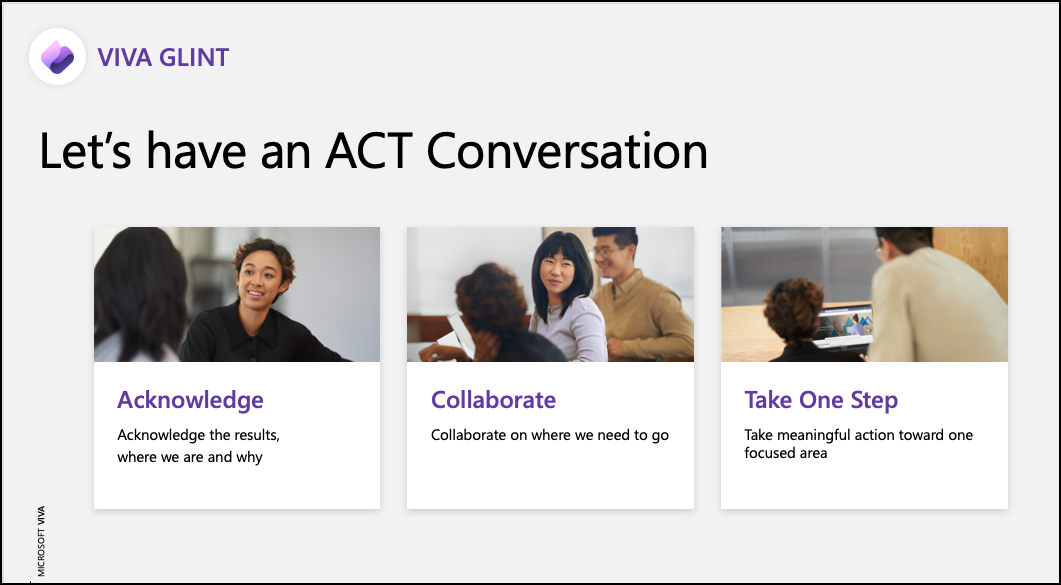 VIVA GLINT
Let's have an ACT Conversation
Acknowledge
Acknowledge the results,
where we are and why
Collaborate
Collaborate on where we need to go
Take One Step
Take meaningful action toward one
focused area
MICROSOFT VIVA